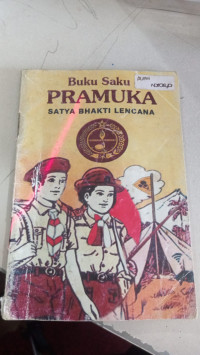 Buku Saku
PRAMUKA
SATYA BHAKTI LENCANA